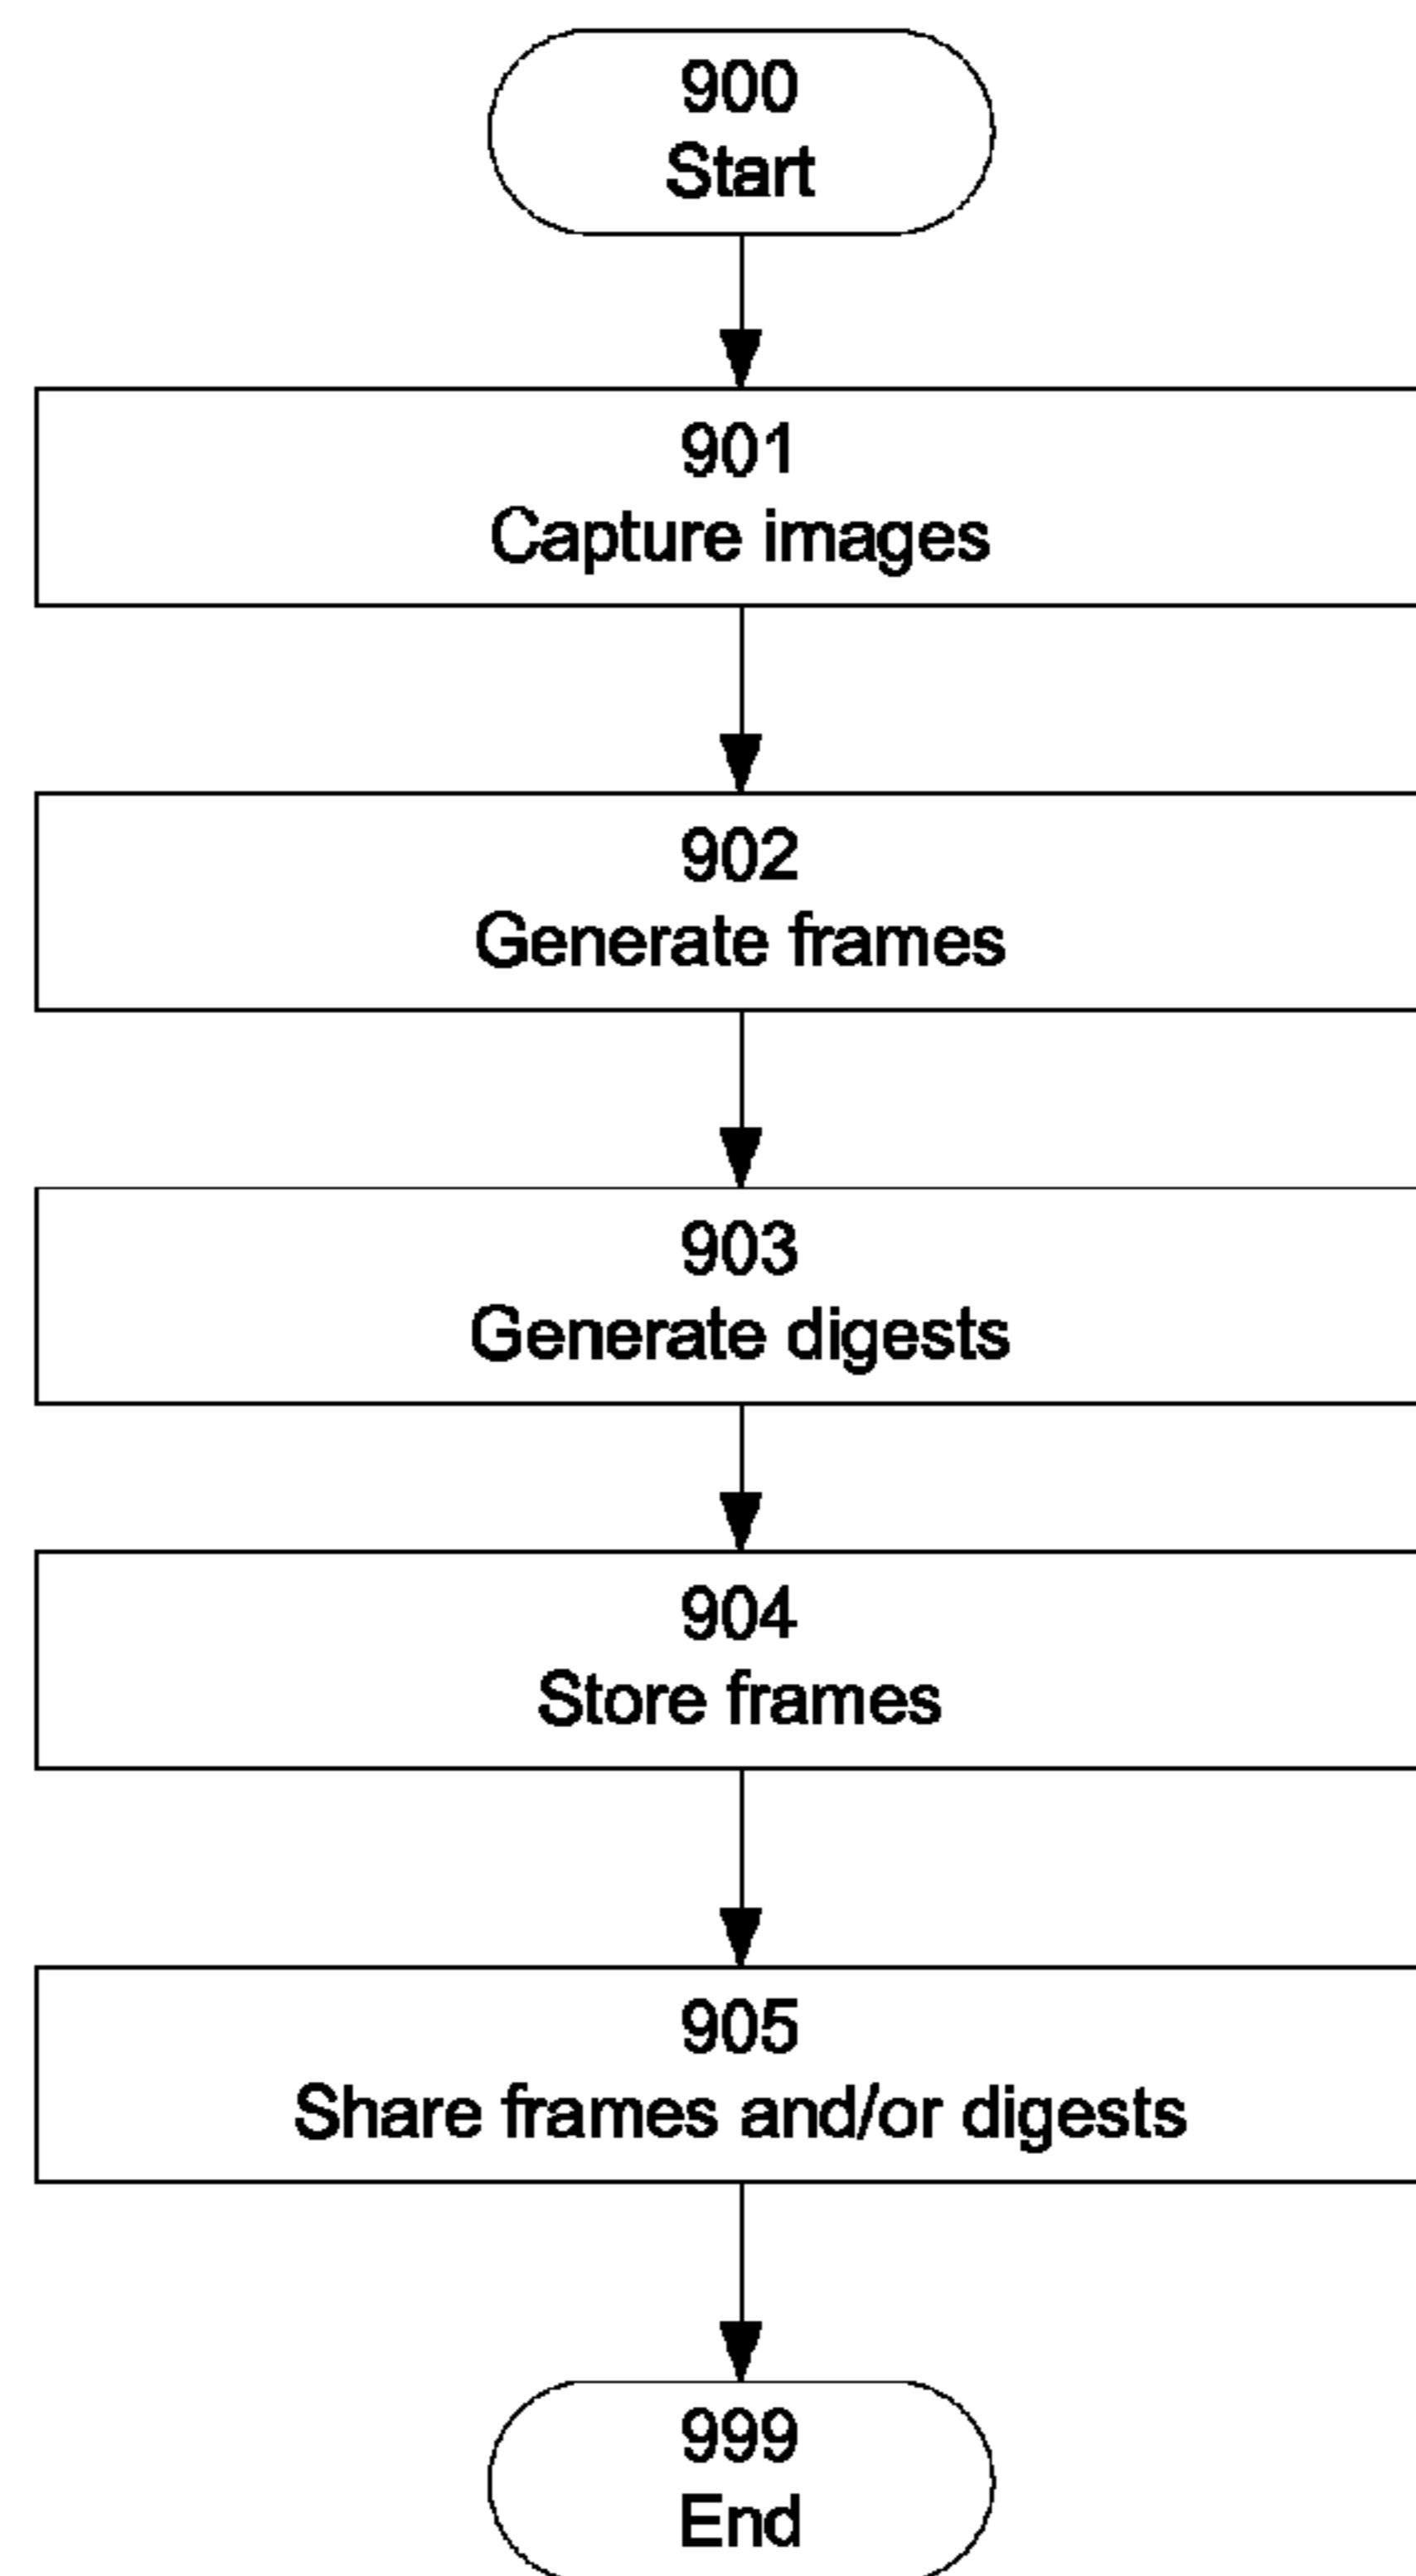 900
Start
901
Capture images
902
Generate frames
903
Generate digests
904
Store frames
905
Share frames and/or digests
999
End